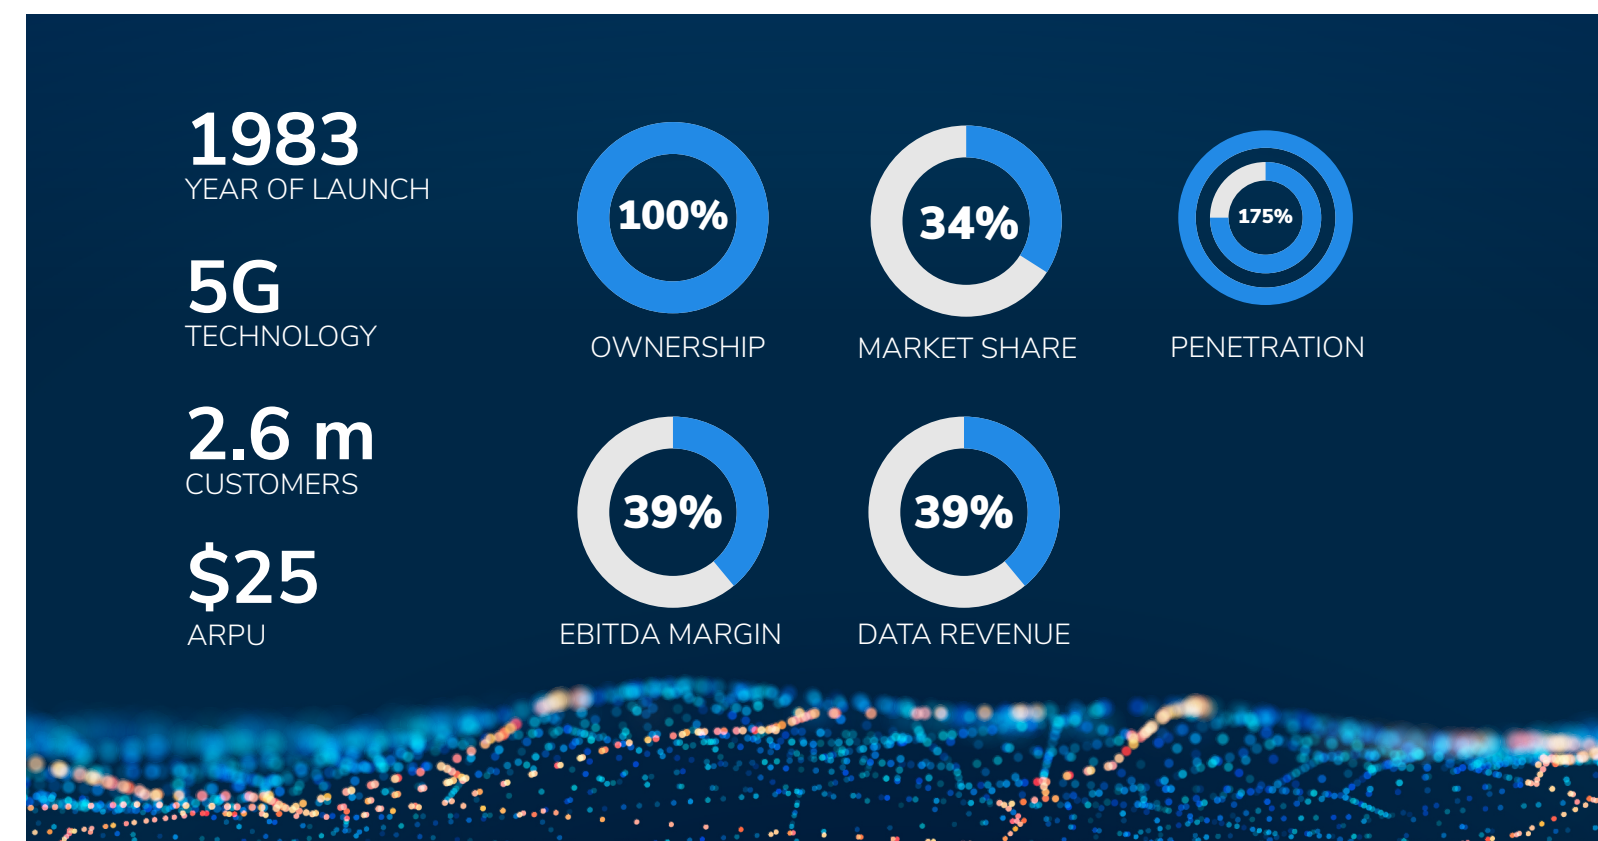 1983
YEAR OF LAUNCH
5G
TECHNOLOGY
2.6 m
CUSTOMERS
$25
ARPU
100%
OWNERSHIP
34%
MARKET SHARE
175%
PENETRATION
39%
EBITDA MARGIN
39%
DATA REVENUE